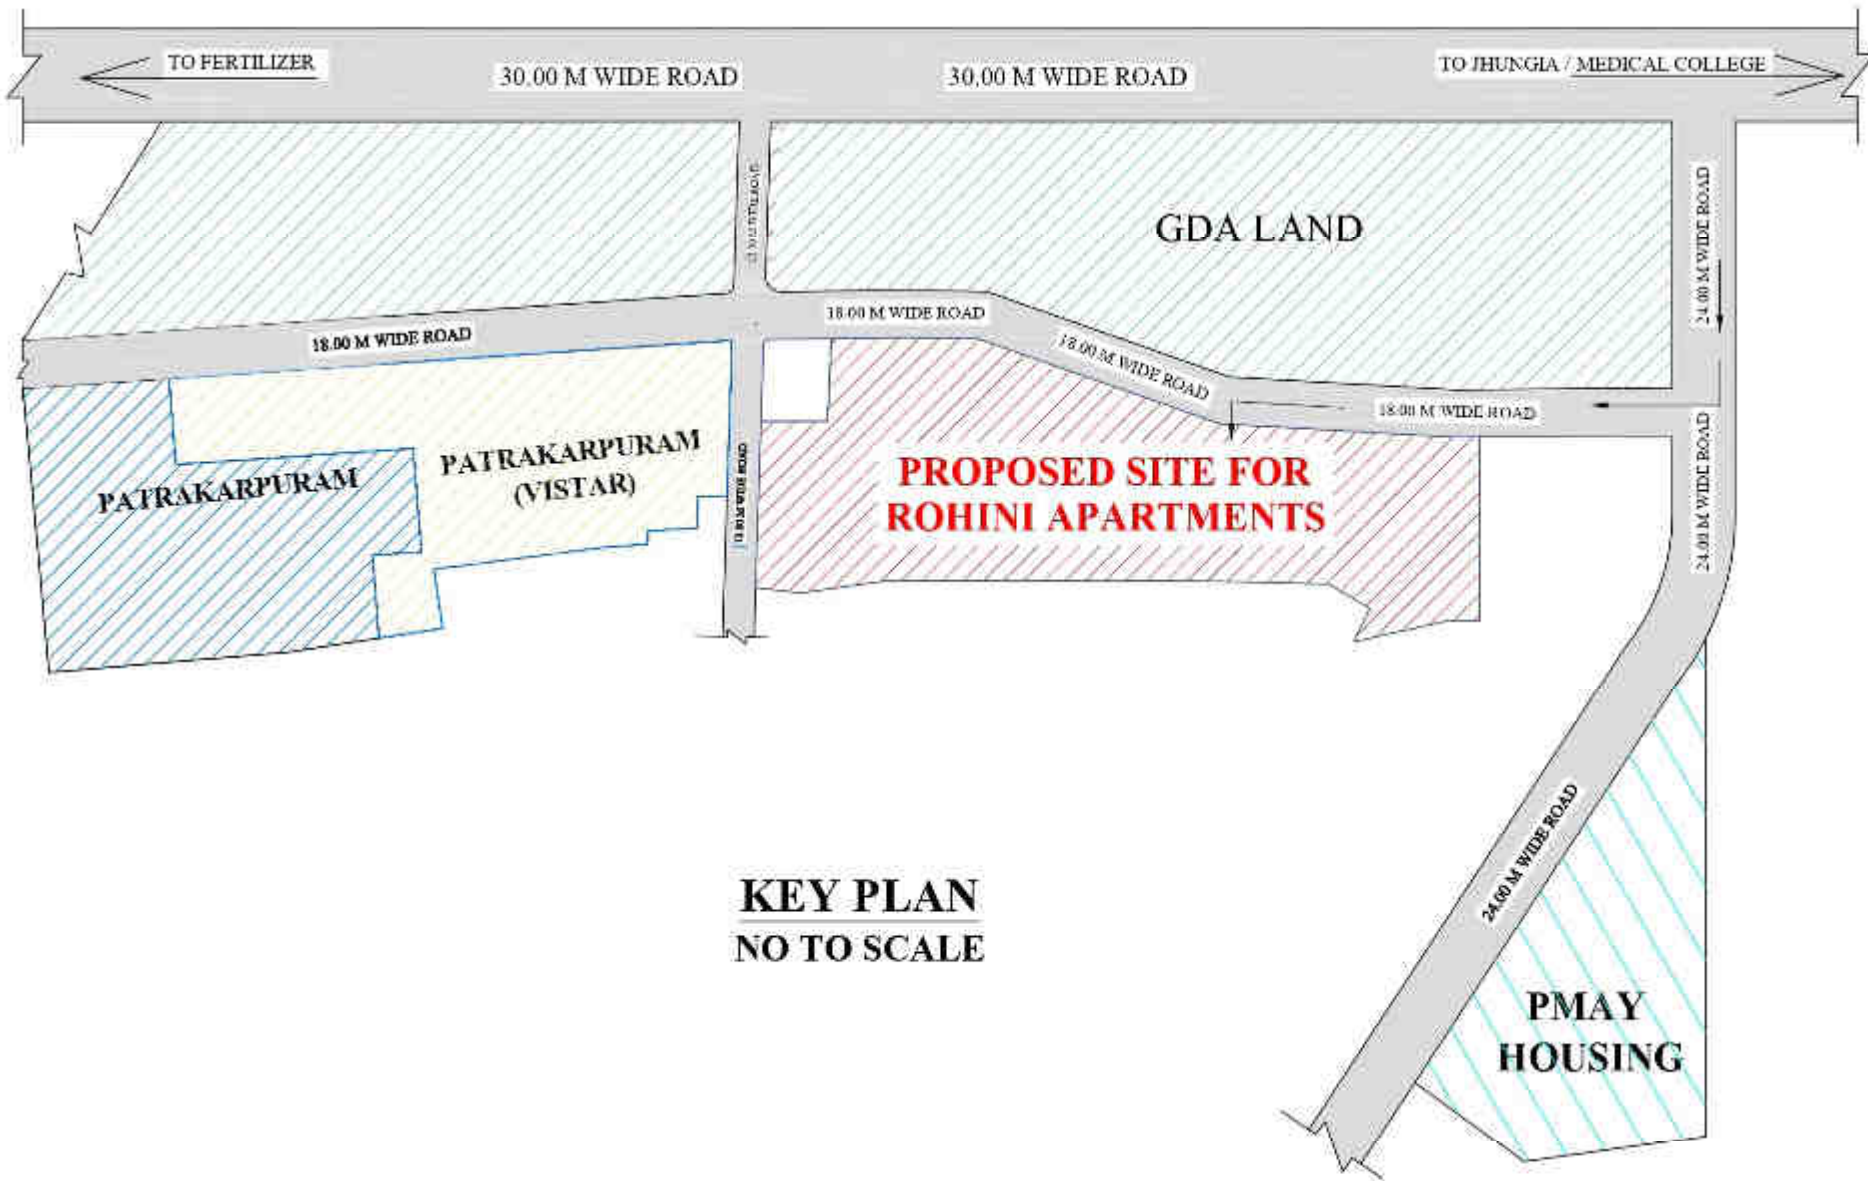 TO FERTILIZER
30.00 M WIDE ROAD
30.00 M WIDE ROAD
TO JHUNGIA / MEDICAL COLLEGE
24.00 M WIDE ROAD
GDA LAND
18.00 M WIDE ROAD
18.00 M WIDE ROAD
18.00 M WIDE ROAD
18.00 M WIDE ROAD
24.00 M WIDE ROAD
PATRAKARPURAM
PATRAKARPURAM
(VISTAR)
PROPOSED SITE FOR
ROHINI APARTMENTS
24.00 M WIDE ROAD
KEY PLAN
NO TO SCALE
PMAY
HOUSING